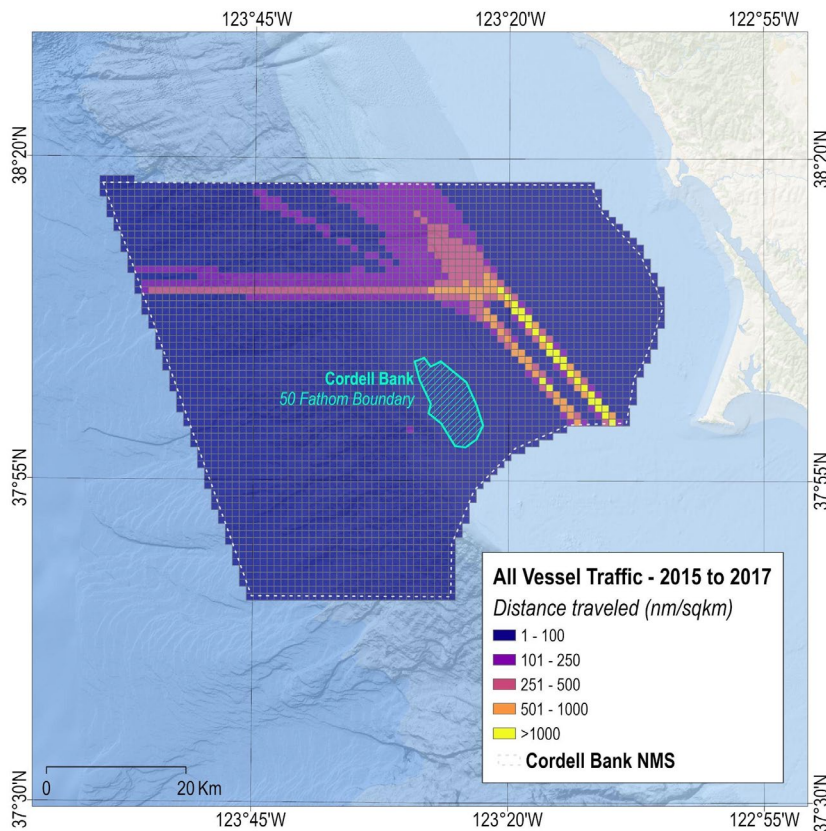 123°45'W 123°20'W 122°55'W
38°20'N 38°20'N
Cordell Bank
50 Fathom Boundary
37°55'N 37°55'N
All Vessel Traffic - 2015 to 2017
Distance traveled (nm/sqkm)
1 - 100
101 - 250
251 - 500
501 - 1000
>1000
Cordell Bank NMS
0 20 Km
37°30'N 37°30'N
123°45'W 123°20'W 122°55'W